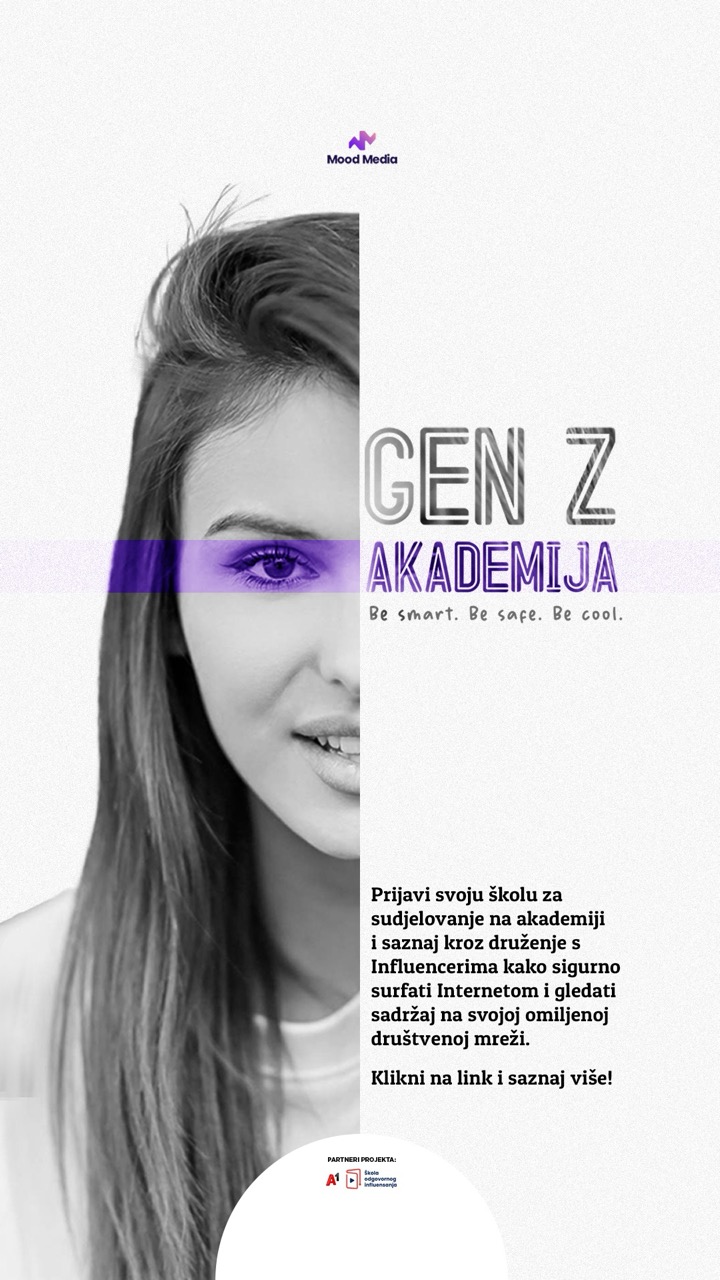 Mood Media
GEN Z
AKADEMIJA
Be smart. Be safe. Be cool.
Prijavi svoju školu za
sudjelovanje na akademiji
i saznaj kroz druženje s
Influencerima kako sigurno
surfati Internetom i gledati
sadržaj na svojoj omiljenoj
društvenoj mreži.
Klikni na link i saznaj više!
PARTNERI PROJEKTA:
A1
Škola
odgovornog
influensanja